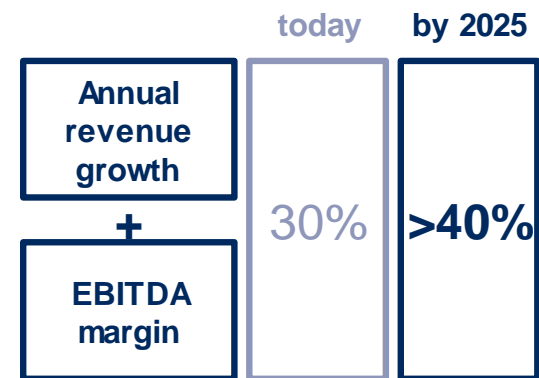 today by 2025
Annual
revenue
growth
+
30% >40%
EBITDA
margin